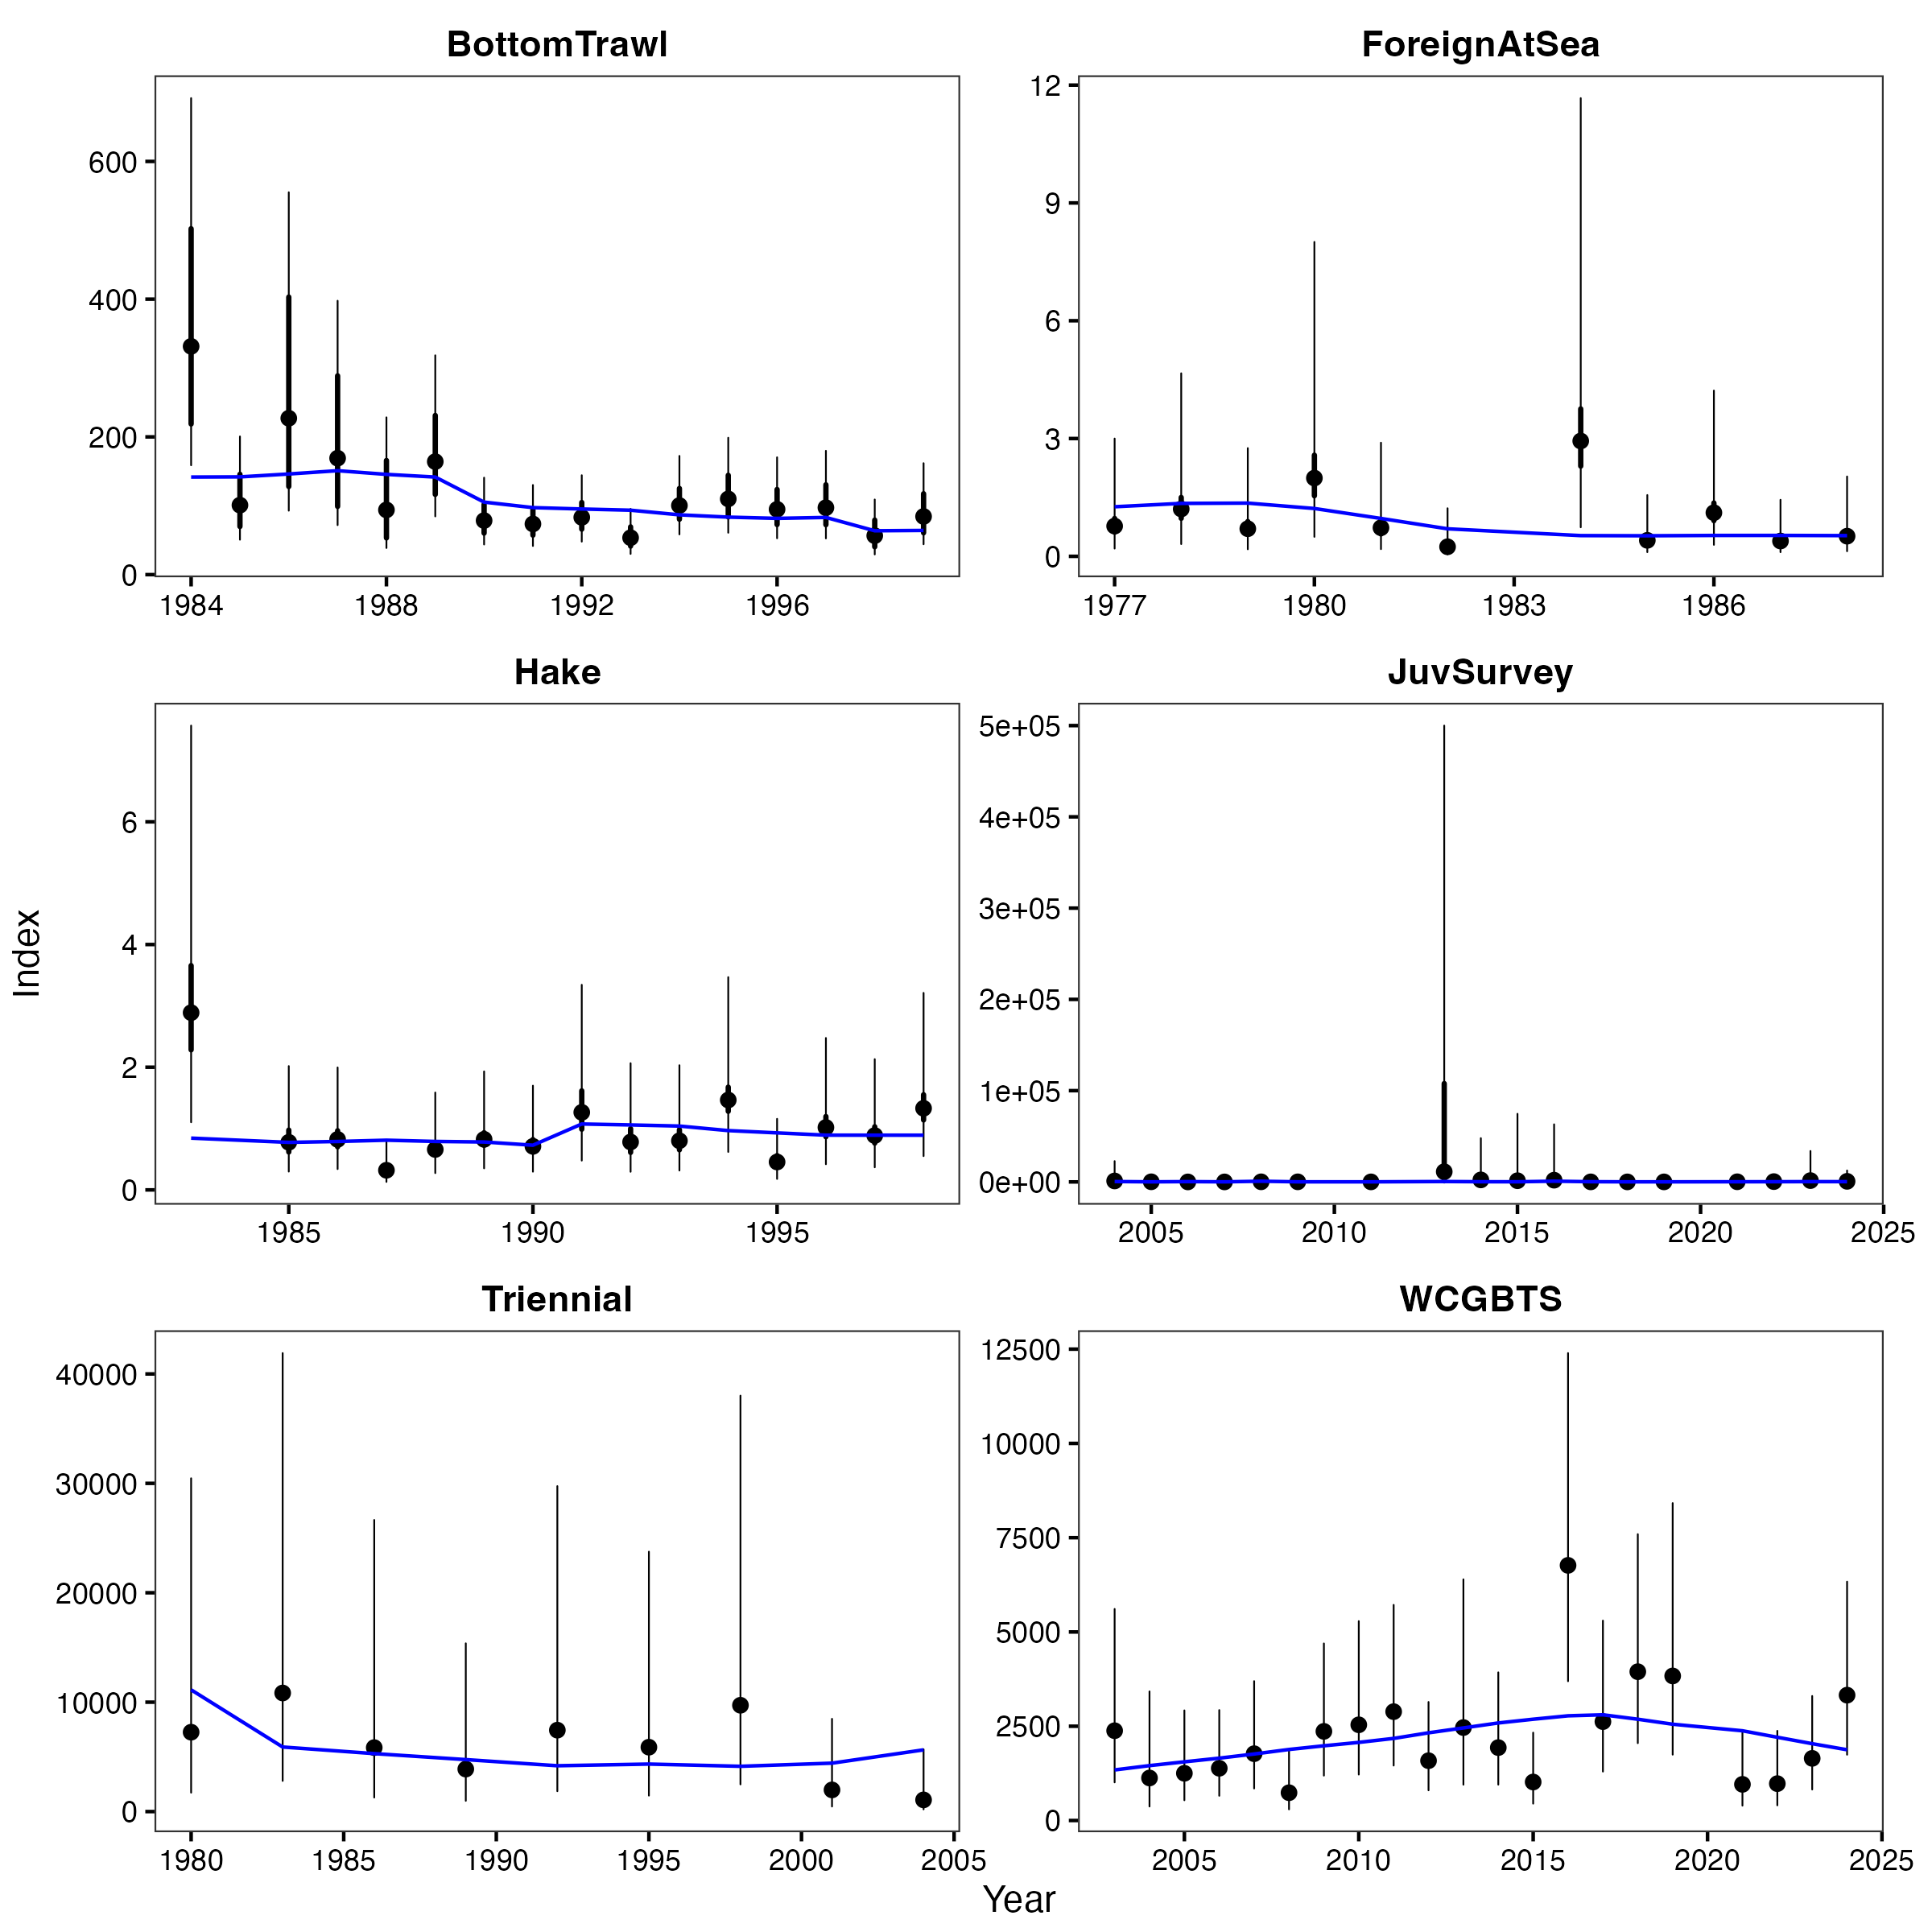 BottomTrawl
ForeignAtSea
600
400
200
0
1984 1988 1992 1996
12
9
6
3
0
1977 1980 1983 1986
Hake
JuvSurvey
6
4
2
0
1985 1990 1995
5e+05
4e+05
3e+05
2e+05
1e+05
0e+00
2005 2010 2015 2020 2025
Index
Triennial
WCGBTS
40000
30000
20000
10000
0
1980 1985 1990 1995 2000 2005
12500
10000
7500
5000
2500
0
2005 2010 2015 2020 2025
Year